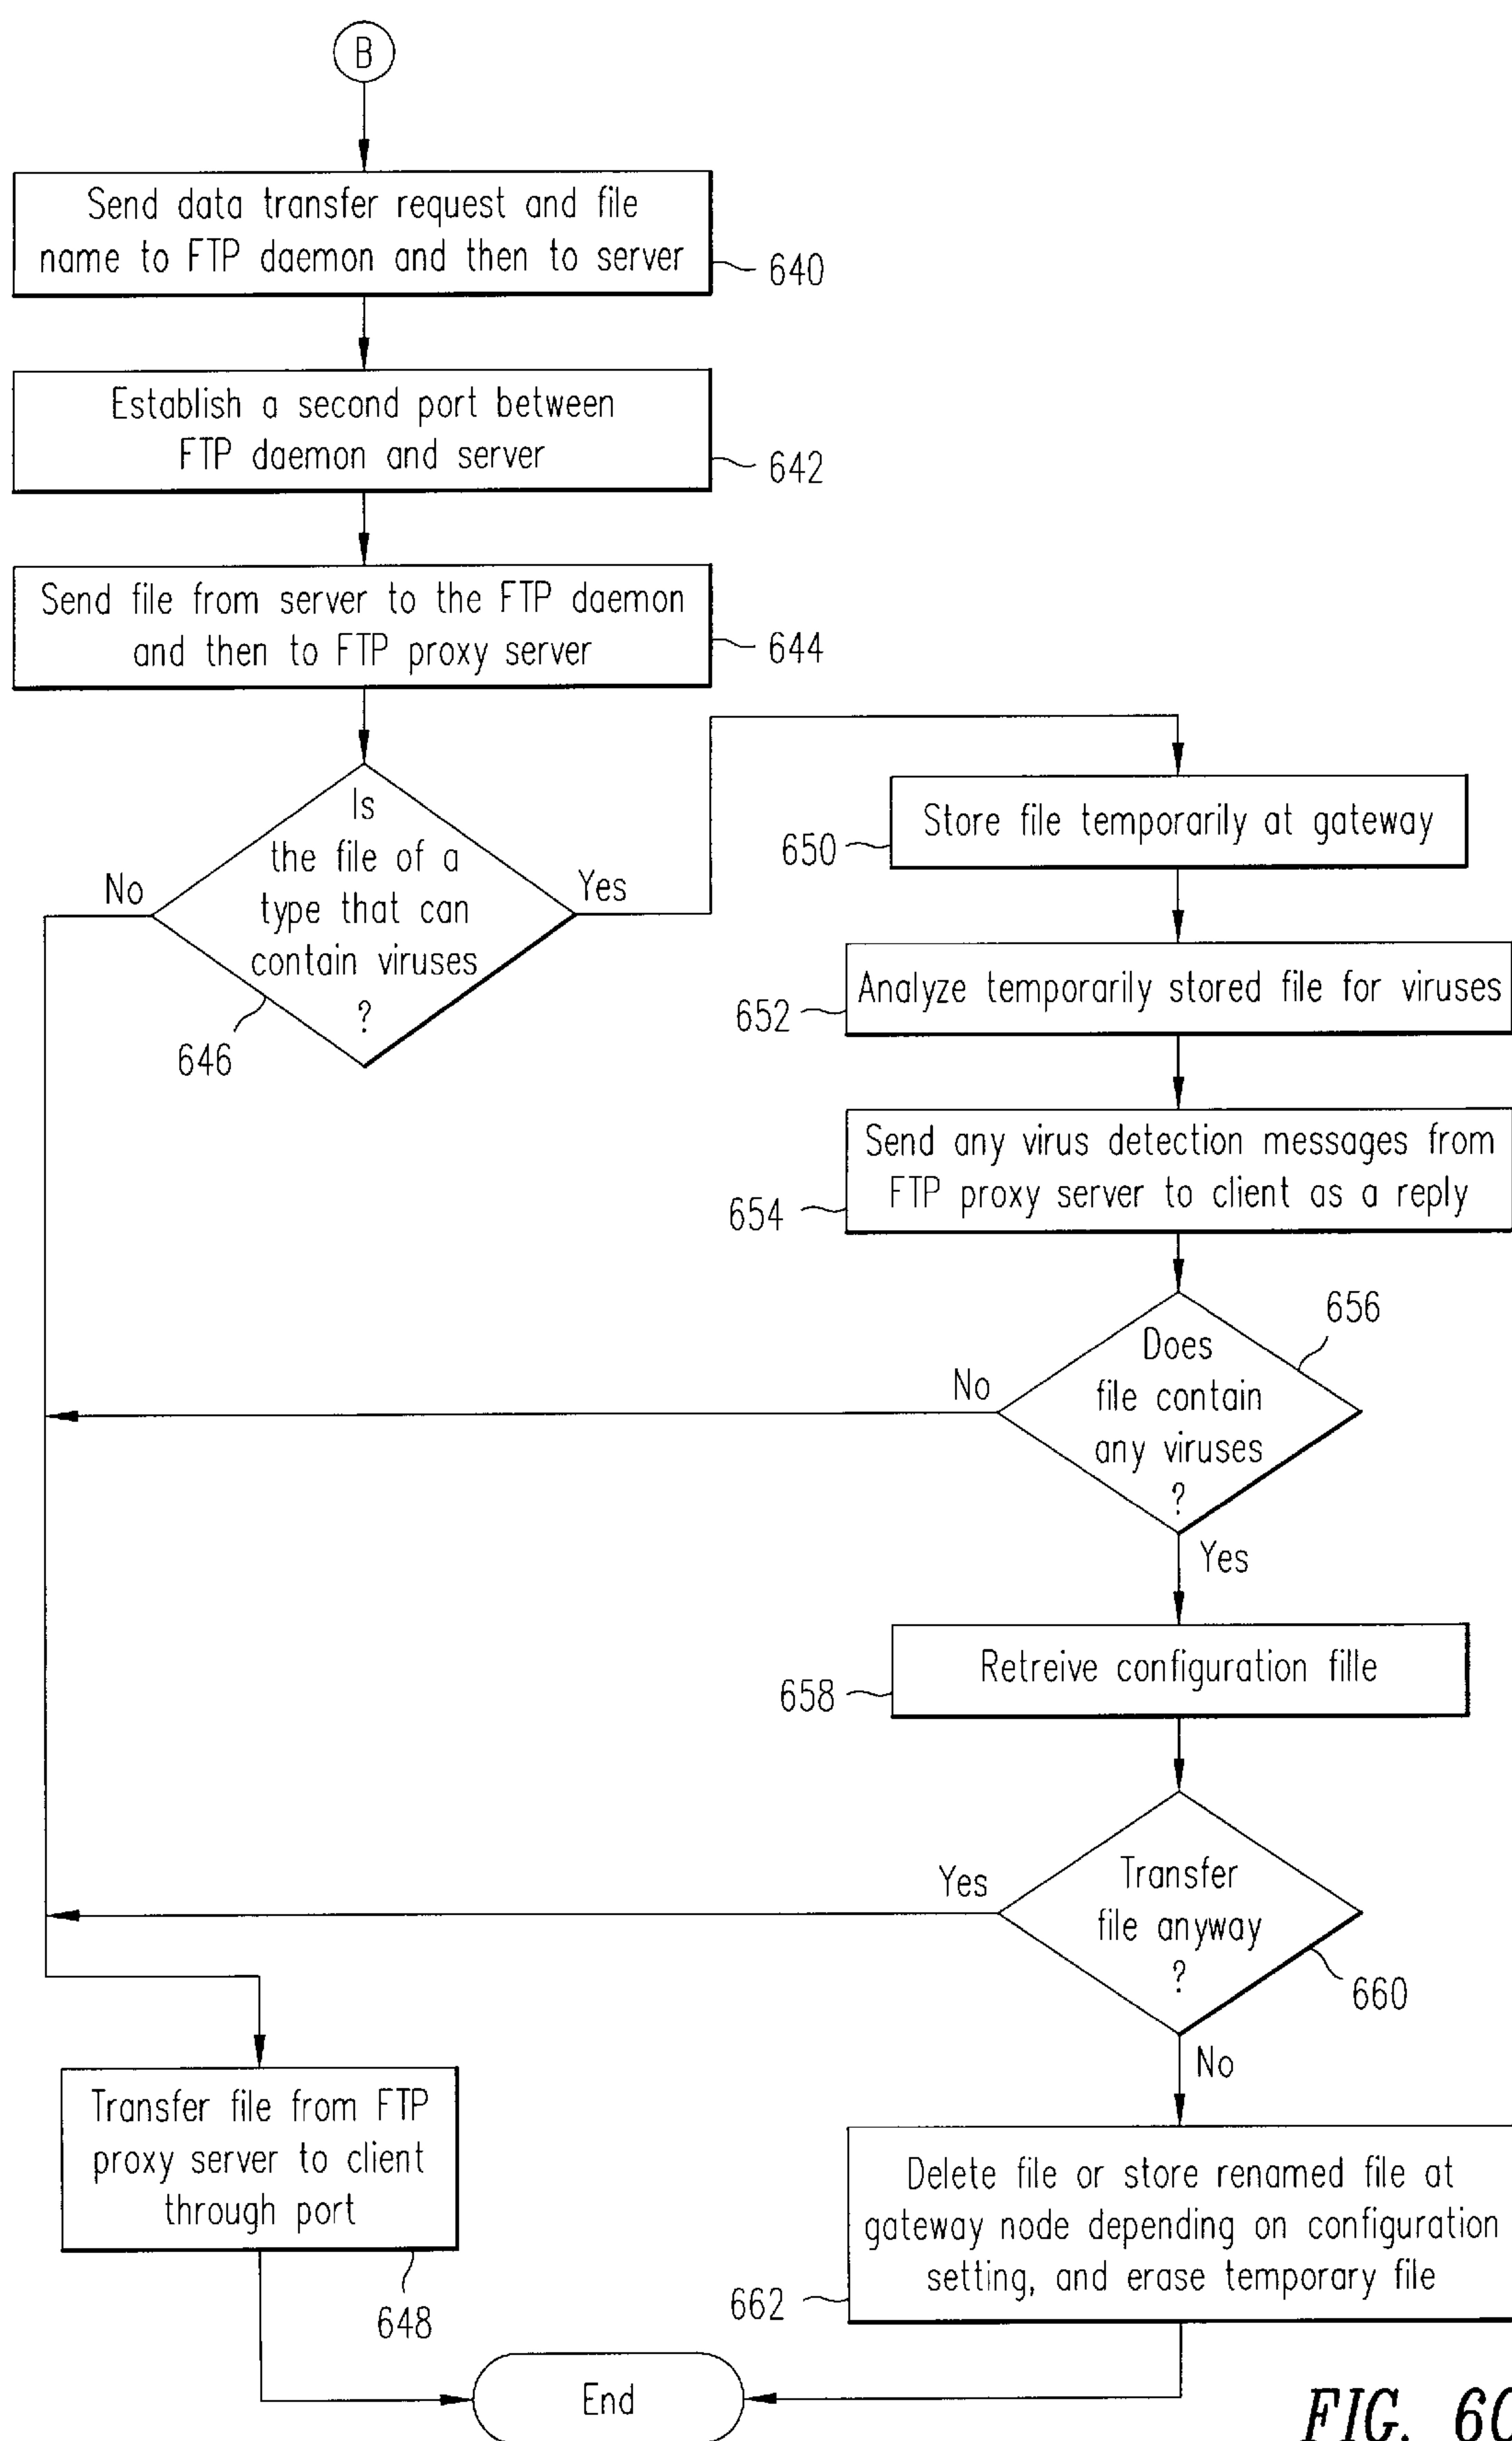 B
Send data transfer request and file
name to FTP daemon and then to server
640
Establish a second port between
FTP daemon and server
642
Send file from server to the FTP daemon
and then to FTP proxy server
644
Is
the file of a
type that can
contain viruses
?
No
Yes
646
Store file temporarily at gateway
650
Analyze temporarily stored file for viruses
652
Send any virus detection messages from
FTP proxy server to client as a reply
654
Does
file contain
any viruses
?
656
No
Yes
Retreive configuration fille
658
Transfer
file anyway
?
Yes
660
No
Transfer file from FTP
proxy server to client
through port
648
Delete file or store renamed file at
gateway node depending on configuration
setting, and erase temporary file
662
End
FIG. 6C